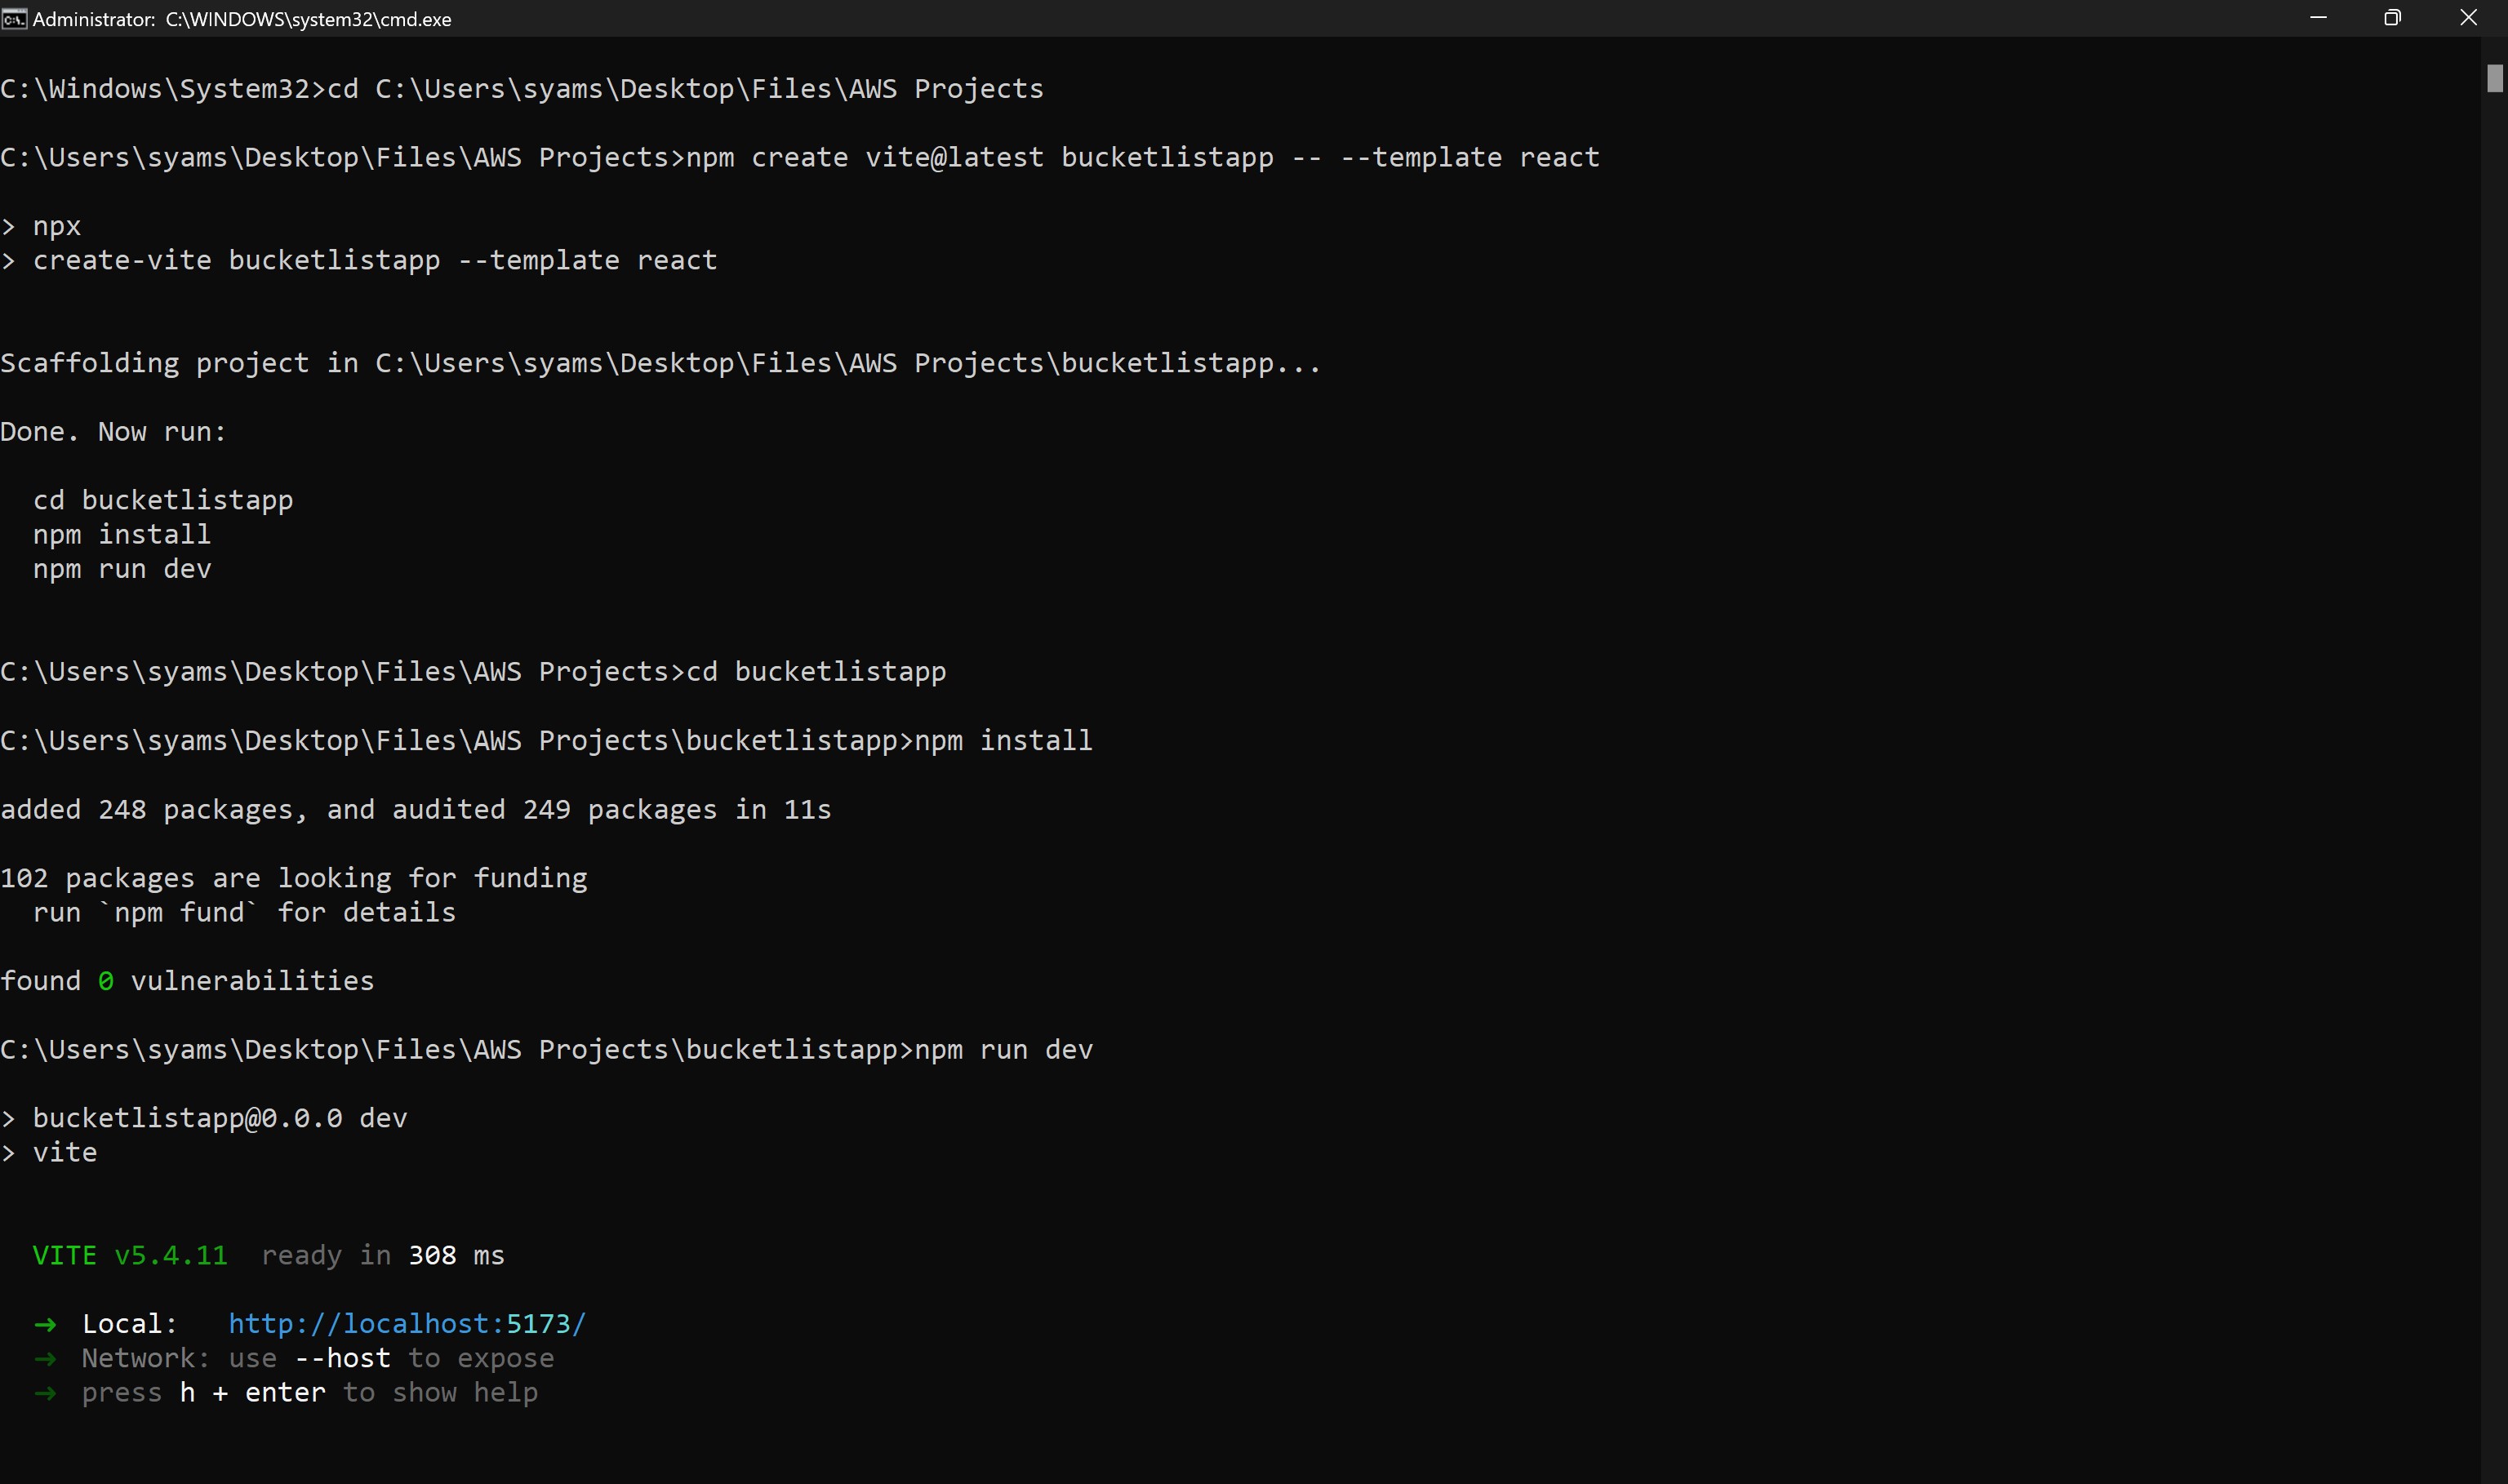 Administrator: C:\WINDOWS\system32\cmd.exe
C:\Windows\System32>cd C:\Users\syams\Desktop\Files\AWS Projects
C:\Users\syams\Desktop\Files\AWS Projects>npm create vite@latest bucketlistapp -- --template react
> npx
> create-vite bucketlistapp --template react
Scaffolding project in C:\Users\syams\Desktop\Files\AWS Projects\bucketlistapp...
Done. Now run:
cd bucketlistapp
npm install
npm run dev
C:\Users\syams\Desktop\Files\AWS Projects>cd bucketlistapp
C:\Users\syams\Desktop\Files\AWS Projects\bucketlistapp>npm install
added 248 packages, and audited 249 packages in 11s
102 packages are looking for funding
run `npm fund` for details
found 0 vulnerabilities
C:\Users\syams\Desktop\Files\AWS Projects\bucketlistapp>npm run dev
> bucketlistapp@0.0.0 dev
> vite
VITE v5.4.11 ready in 308 ms
➜ Local: http://localhost:5173/
➜ Network: use --host to expose
➜ press h + enter to show help